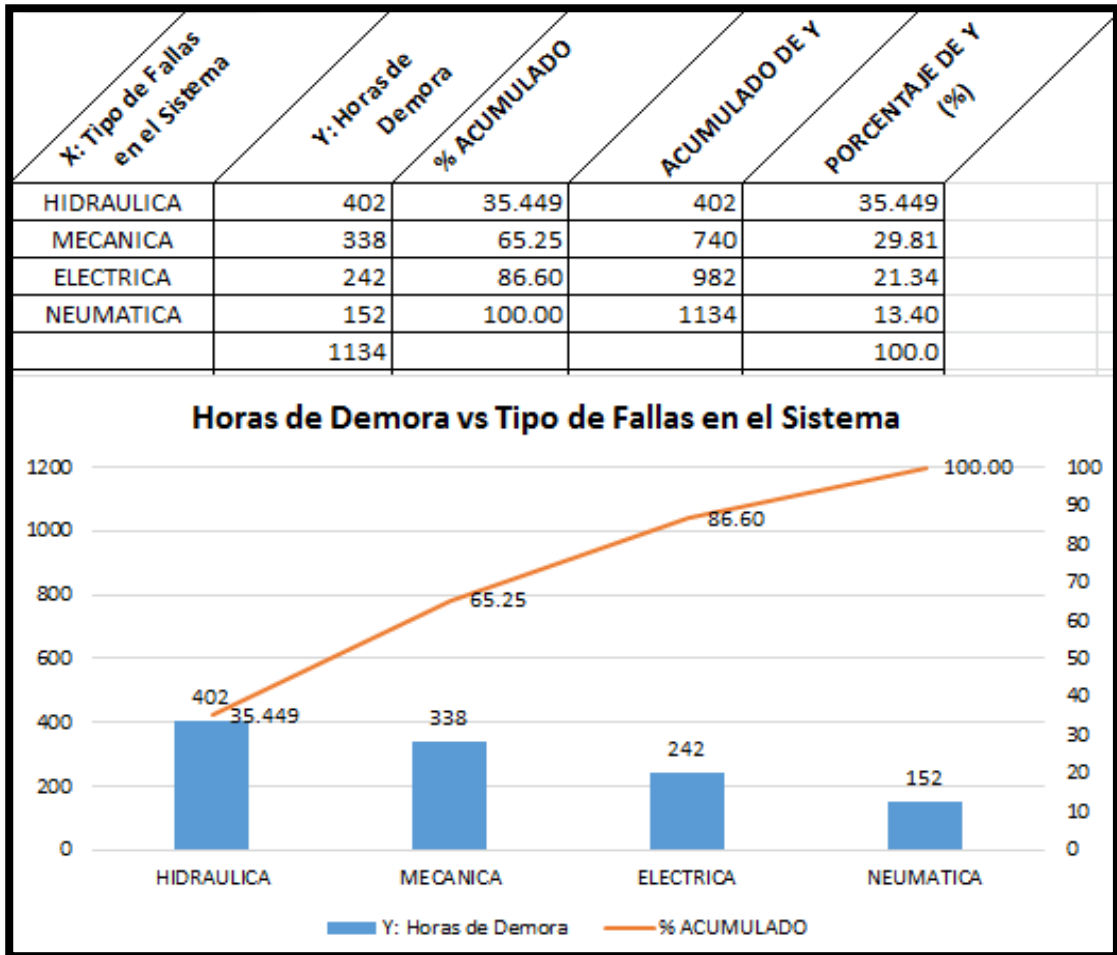 X: Tipo de Fallas
en el Sistema
Y: Horas de
Demora
% ACUMULADO
ACUMULADO DE Y
PORCENTAJE DE Y
(%)
HIDRAULICA 402 35.449 402 35.449
MECÁNICA 338 65.25 740 29.81
ELECTRICA 242 86.60 982 21.34
NEUMATICA 152 100.00 1134 13.40
1134 100.0
Horas de Demora vs Tipo de Fallas en el Sistema
1200 100.00 100
90
1000 86.60 80
800 70
65.25 60
600 50
402 40
400 35.449 338 30
242
200 152 20
10
0 0
HIDRAULICA MECÁNICA ELECTRICA NEUMATICA
Y: Horas de Demora % ACUMULADO